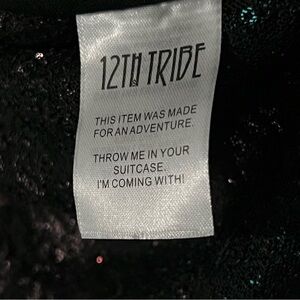 12TH TRIBE
THIS ITEM WAS MADE
FOR AN ADVENTURE.
THROW ME IN YOUR
SUITCASE.
I'M COMING WITH!